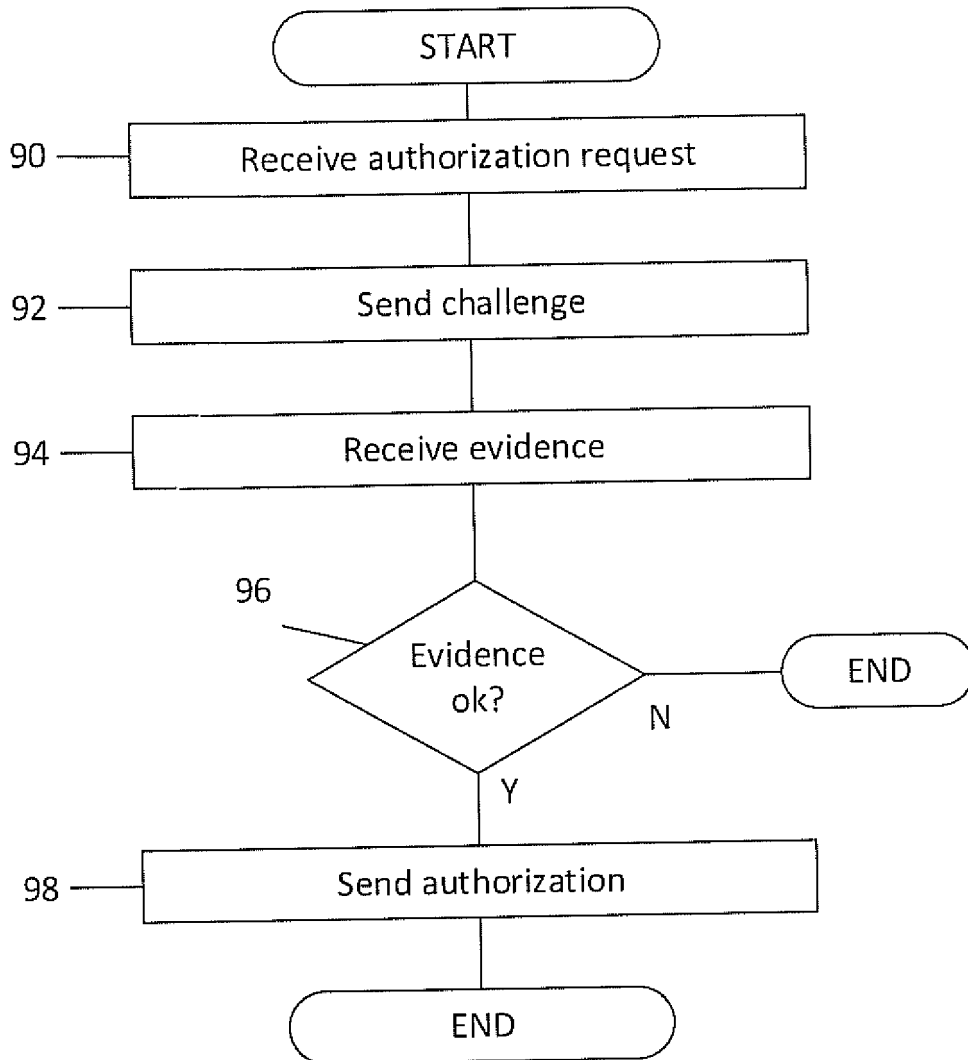 START
90
Receive authorization request
92
Send challenge
94
Receive evidence
96
Evidence
ok?
END
N
Y
98
Send authorization
END